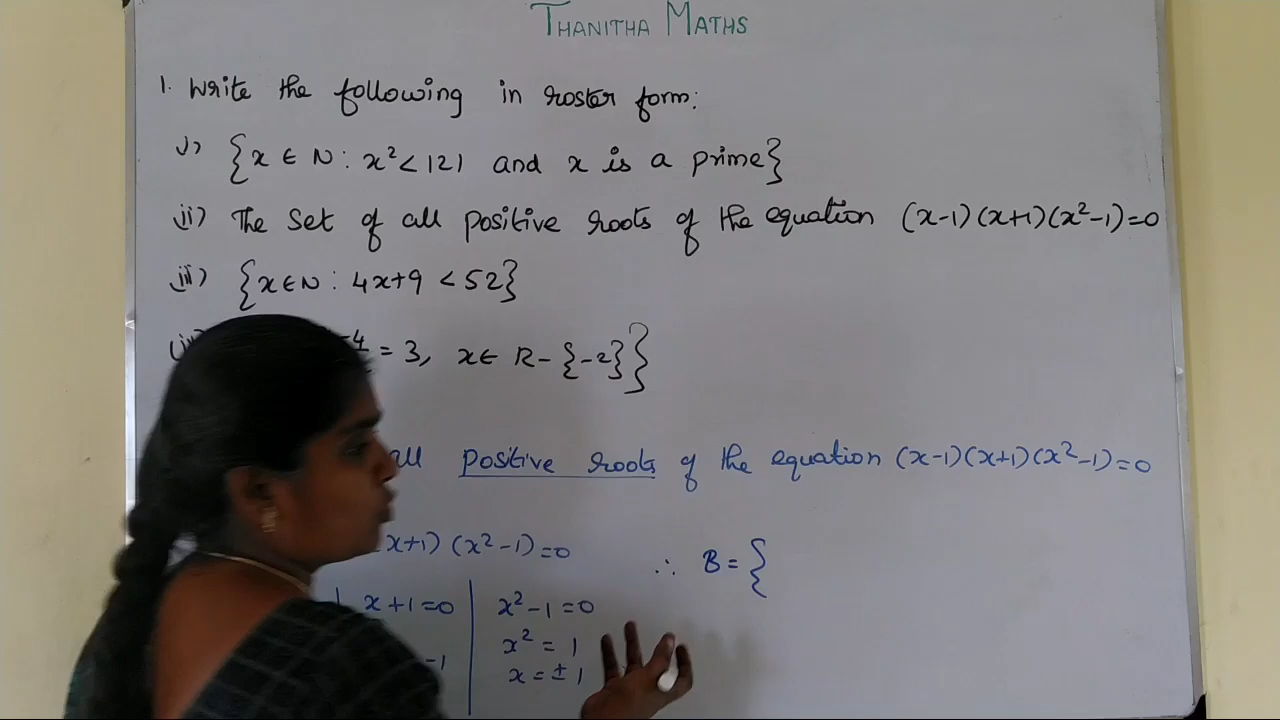 THANITHA MATHS
1. Write the following in roster form:
i) {x ∈ N : x² < 121 and x is a prime}
ii) The set of all positive roots of the equation (x-1)(x+1)(x²-1)=0
iii) {x∈N : 4x+9 < 52}
= 3, x∈ R-{-2}}
all positive roots of the equation (x-1)(x+1)(x²-1)=0
x+1)(x²-1)=0
∴ B = {
x+1=0 | x²-1=0
-1 | x² = 1
x = ±1